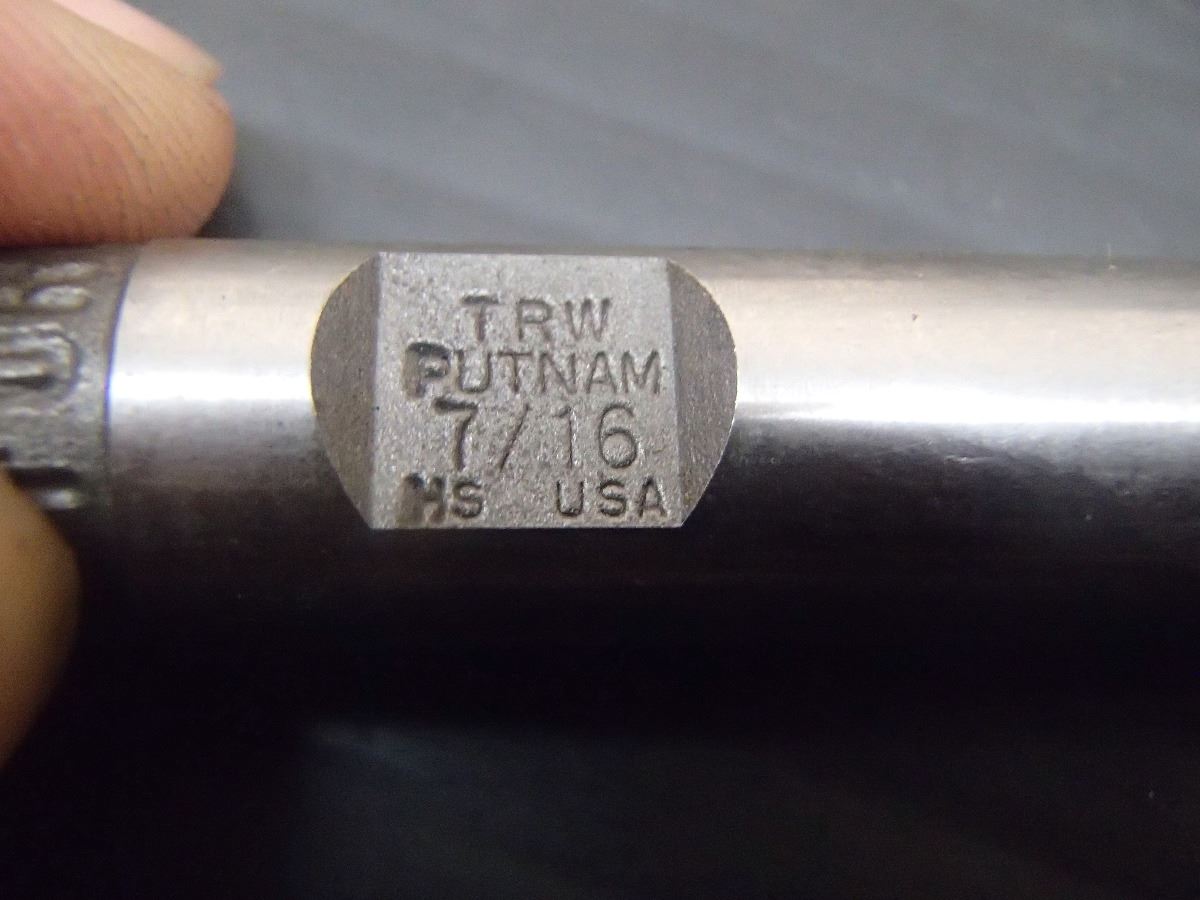 TRW
PUTNAM
7/16
HS USA